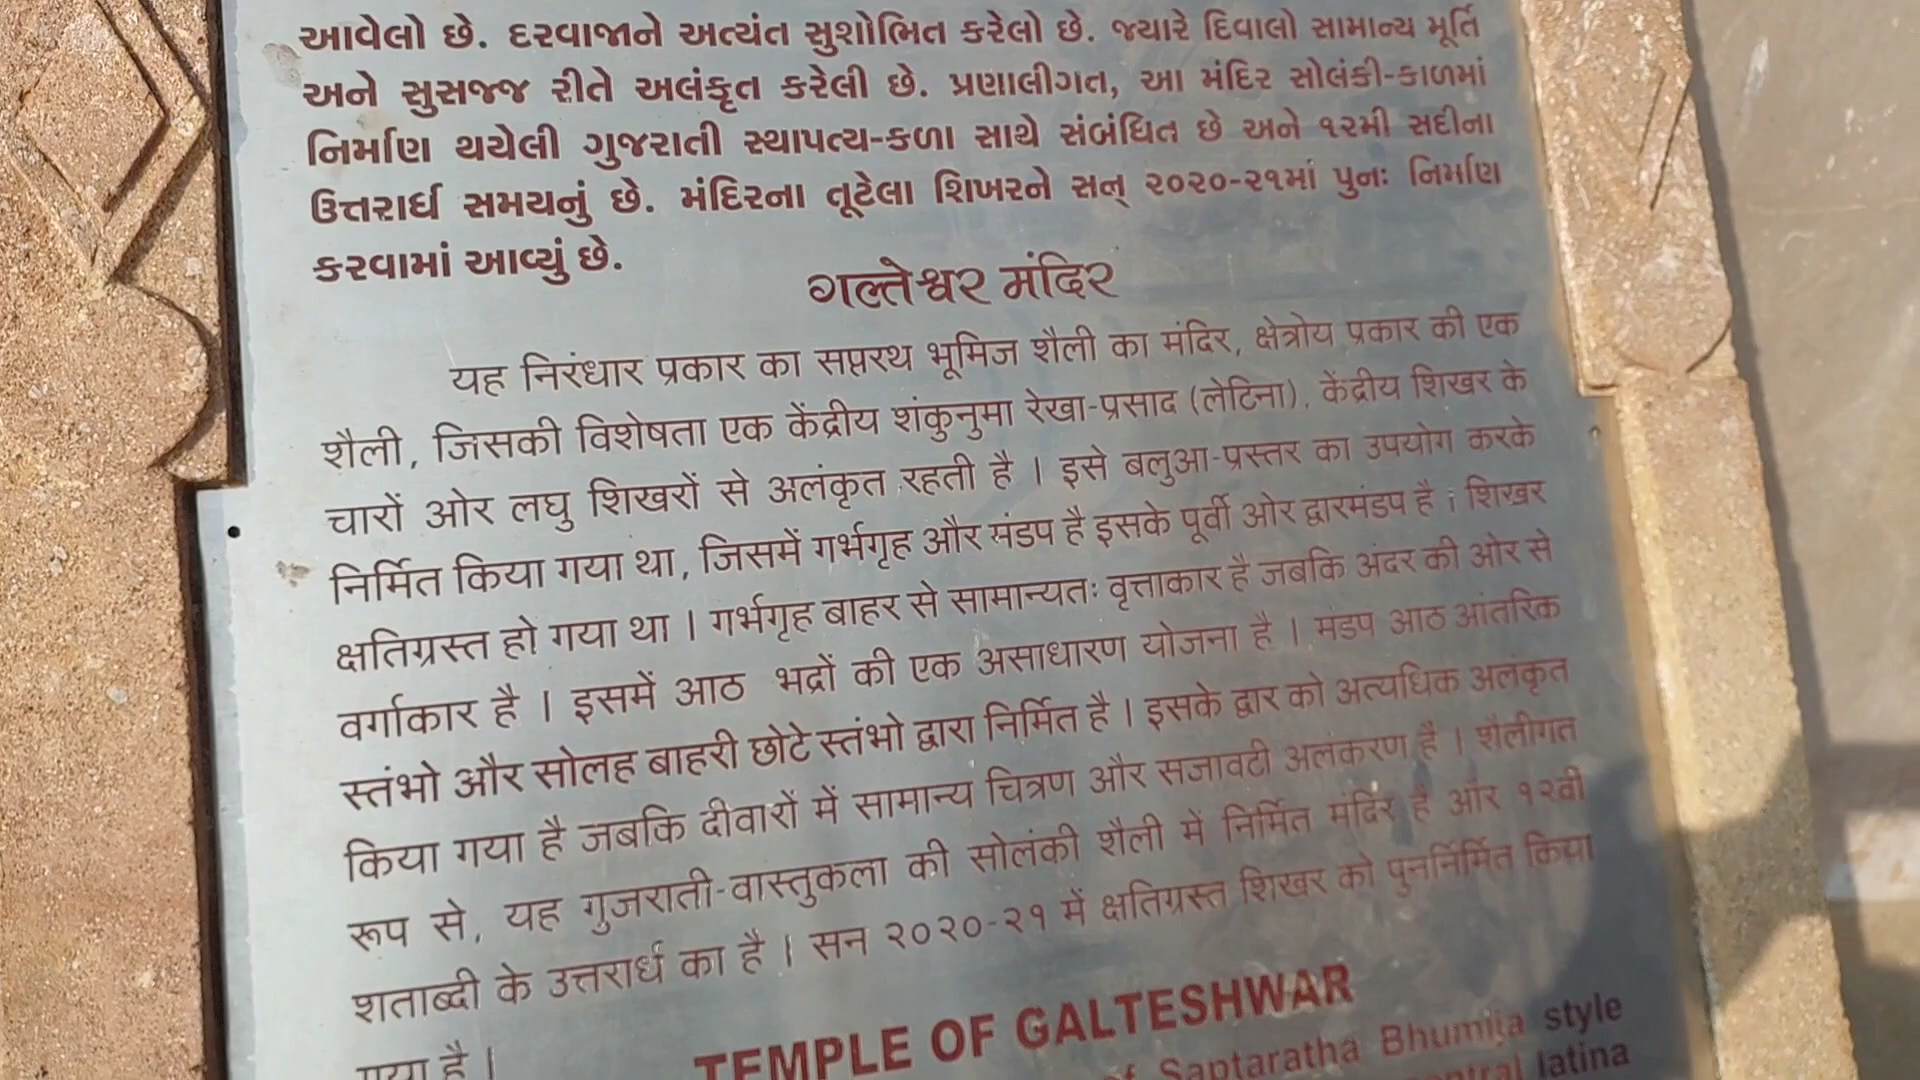 આવેલો છે. દરવાજાને અત્યંત સુશોભિત કરેલો છે. જ્યારે દિવાલો સામાન્ય મૂર્તિ
અને સુસજ્જ રીતે અલંકૃત કરેલી છે. પ્રણાલીગત, આ મંદિર સોલંકી-કાળમાં
નિર્માણ થયેલી ગુજરાતી સ્થાપત્ય-કળા સાથે સંબંધિત છે અને ૧૨મી સદીના
ઉત્તરાર્ધ સમયનું છે. મંદિરના તૂટેલા શિખરને સન્ ૨૦૨૦-૨૧માં પુનઃ નિર્માણ
કરવામાં આવ્યું છે.
गल्तेश्वर मंदिर
यह निरंधार प्रकार का सप्तरथ भूमिज शैली का मंदिर, क्षेत्रोय प्रकार की एक
शैली, जिसकी विशेषता एक केंद्रीय शंकुनुमा रेखा-प्रसाद (लेटिना), केंद्रीय शिखर के
चारों ओर लघु शिखरों से अलंकृत रहती है । इसे बलुआ-प्रस्तर का उपयोग करके
निर्मित किया गया था, जिसमें गर्भगृह और मंडप है इसके पूर्वी ओर द्वारमंडप है । शिखर
क्षतिग्रस्त हो गया था । गर्भगृह बाहर से सामान्यतः वृत्ताकार है जबकि अंदर की ओर से
वर्गाकार है । इसमें आठ भद्रों की एक असाधारण योजना है । मंडप आठ आंतरिक
स्तंभो और सोलह बाहरी छोटे स्तंभो द्वारा निर्मित है । इसके द्वार को अत्यधिक अलंकृत
किया गया है जबकि दीवारों में सामान्य चित्रण और सजावटी अलंकरण है । शैलीगत
रूप से, यह गुजराती-वास्तुकला की सोलंकी शैली में निर्मित मंदिर है और १२वी
शताब्दी के उत्तरार्ध का है । सन २०२०-२१ में क्षतिग्रस्त शिखर को पुनर्निर्मित किया
गया है ।
TEMPLE OF GALTESHWAR
of Saptaratha Bhumija style
central latina